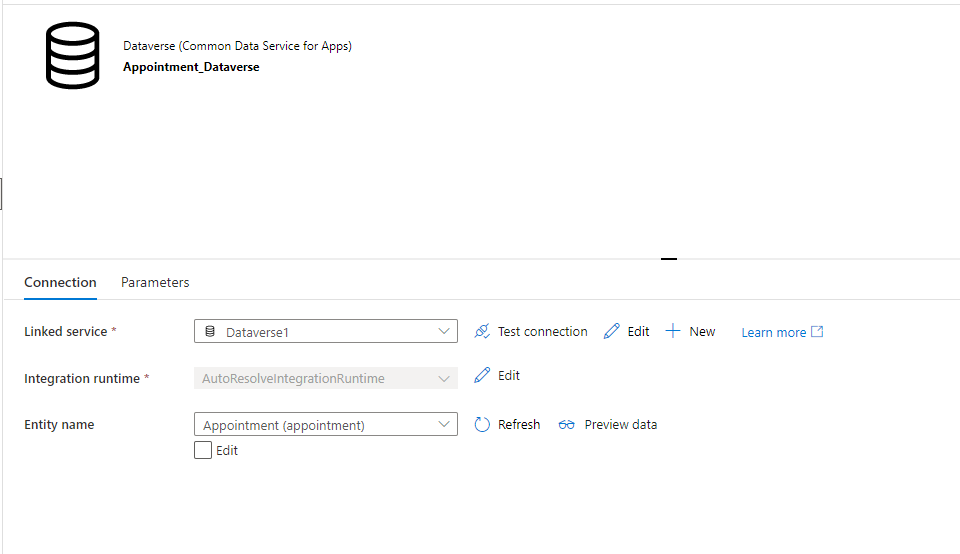 Dataverse (Common Data Service for Apps)
Appointment_Dataverse
Connection Parameters
Linked service * Dataverse1 Test connection Edit New Learn more
Integration runtime * AutoResolveIntegrationRuntime Edit
Entity name Appointment (appointment) Refresh Preview data
Edit